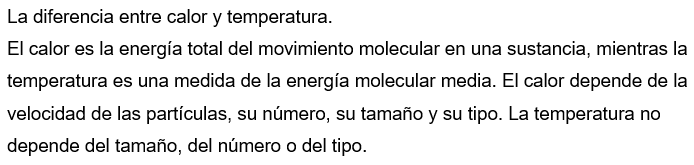 La diferencia entre calor y temperatura.
El calor es la energía total del movimiento molecular en una sustancia, mientras la
temperatura es una medida de la energía molecular media. El calor depende de la
velocidad de las partículas, su número, su tamaño y su tipo. La temperatura no
depende del tamaño, del número o del tipo.